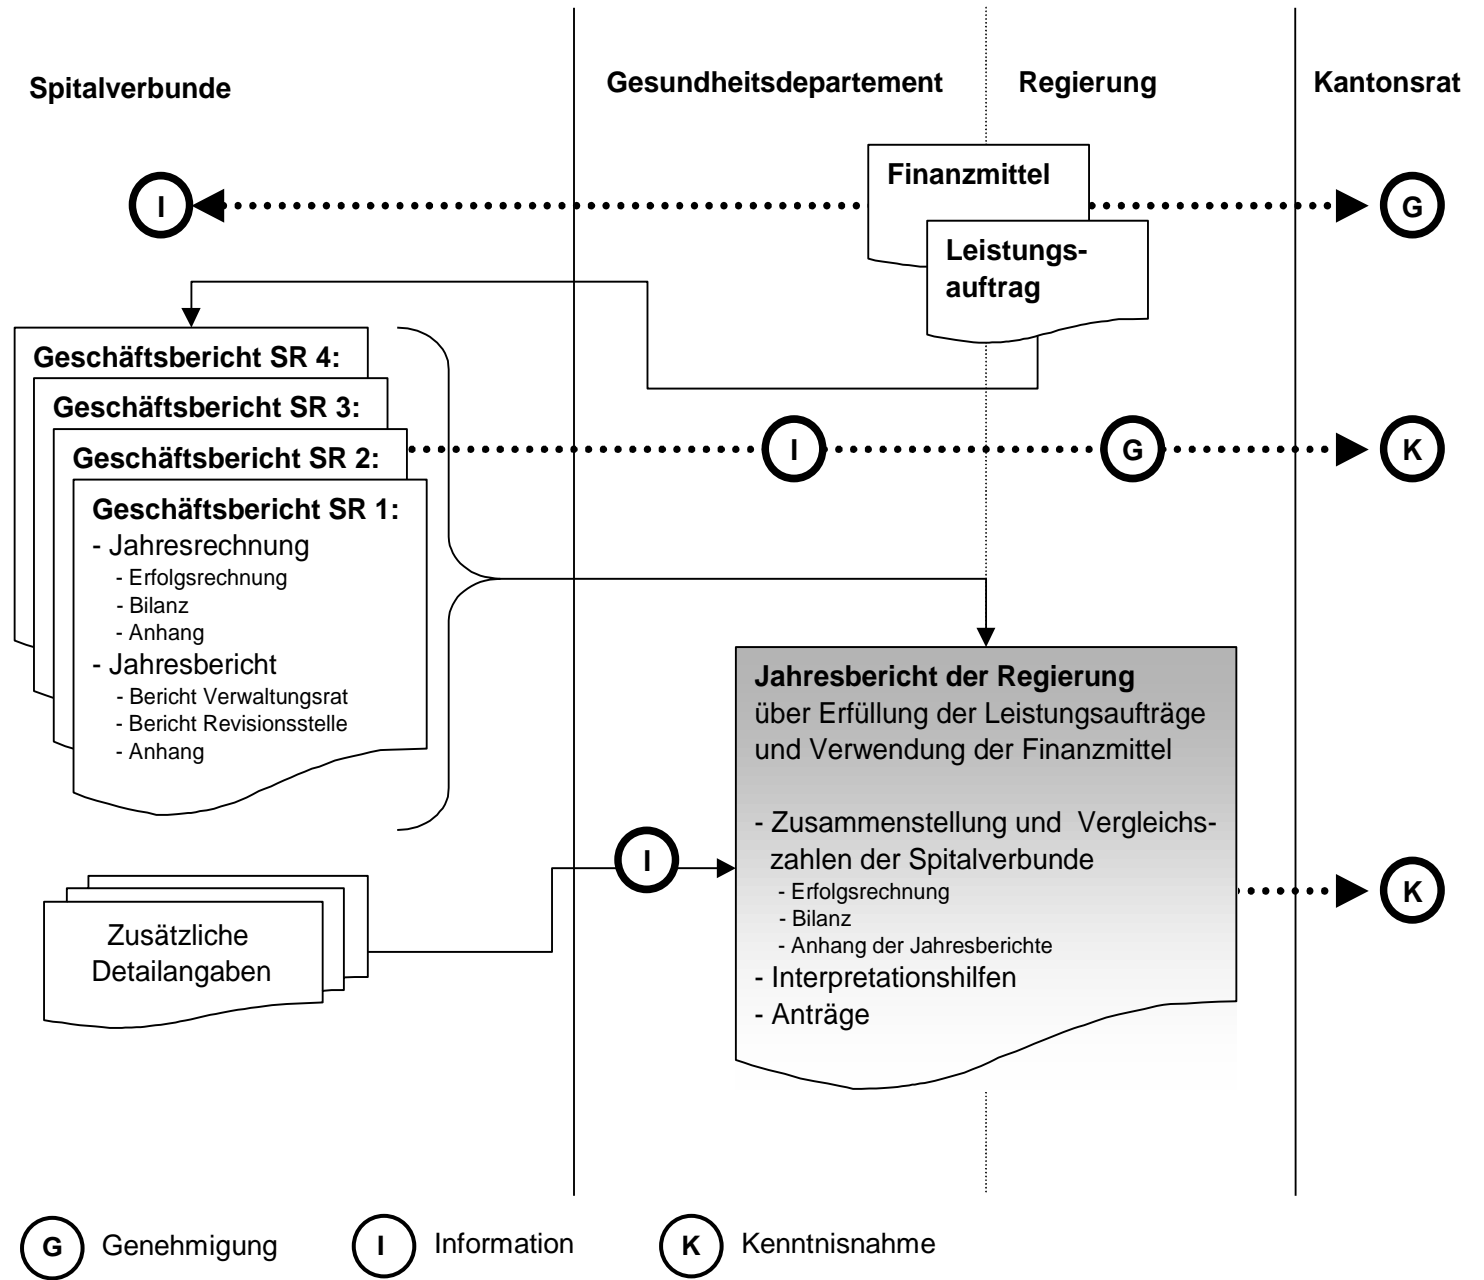 Spitalverbunde
Gesundheitsdepartement
Regierung
Kantonsrat
Finanzmittel
I
G
Leistungs-
auftrag
Geschäftsbericht SR 4:
Geschäftsbericht SR 3:
Geschäftsbericht SR 2:
I
G
K
Geschäftsbericht SR 1:
- Jahresrechnung
- Erfolgsrechnung
- Bilanz
- Anhang
- Jahresbericht
- Bericht Verwaltungsrat
- Bericht Revisionsstelle
- Anhang
Jahresbericht der Regierung
über Erfüllung der Leistungsaufträge
und Verwendung der Finanzmittel
- Zusammenstellung und Vergleichs-
zahlen der Spitalverbunde
- Erfolgsrechnung
- Bilanz
- Anhang der Jahresberichte
- Interpretationshilfen
- Anträge
I
K
Zusätzliche
Detailangaben
G Genehmigung
I Information
K Kenntnisnahme